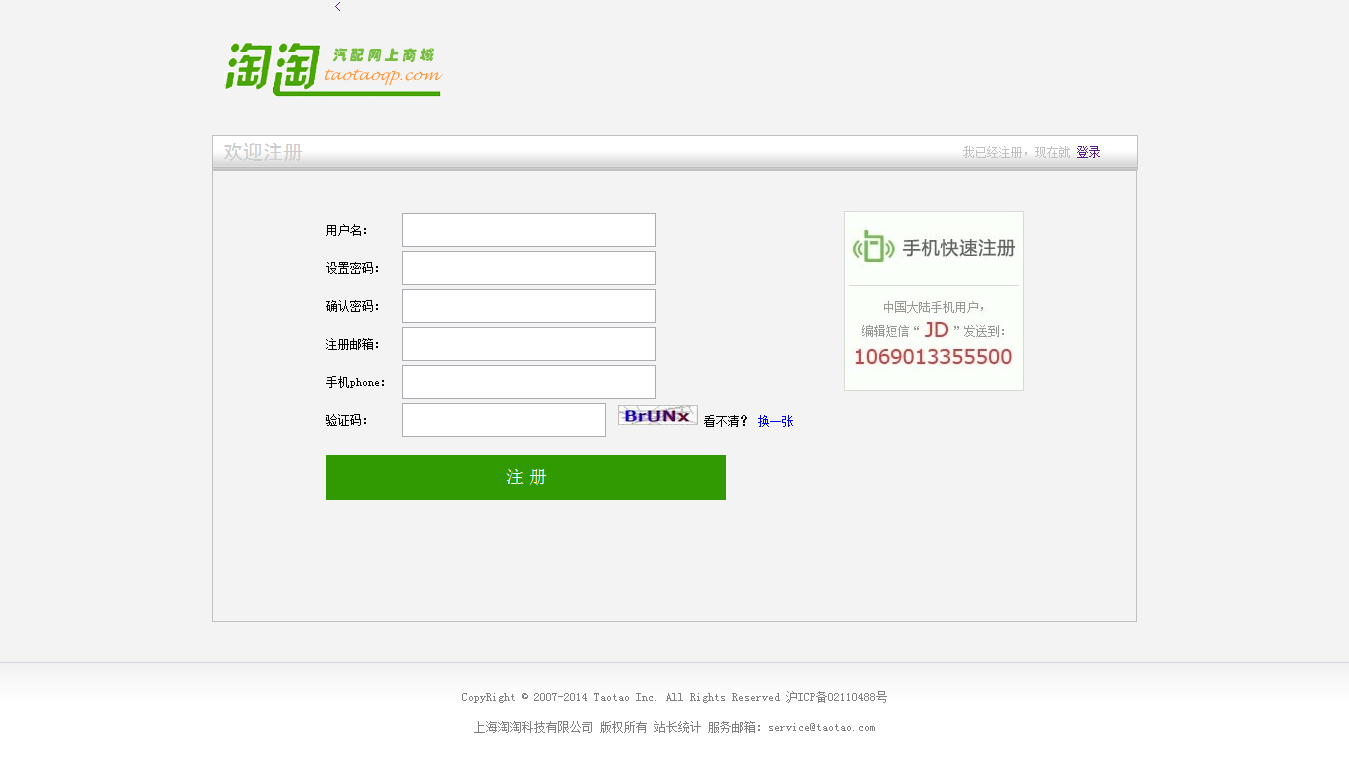 <
淘淘 汽配网上商城
taotaoqp.com
欢迎注册
我已经注册，现在就 登录
用户名：
设置密码：
确认密码：
注册邮箱：
手机phone：
验证码：
BrUNx 看不清？ 换一张
注 册
手机快速注册
中国大陆手机用户，
编辑短信“ JD ”发送到：
1069013355500
CopyRight © 2007-2014 Taotao Inc. All Rights Reserved 沪ICP备02110488号
上海淘淘科技有限公司 版权所有 站长统计 服务邮箱：service@taotao.com